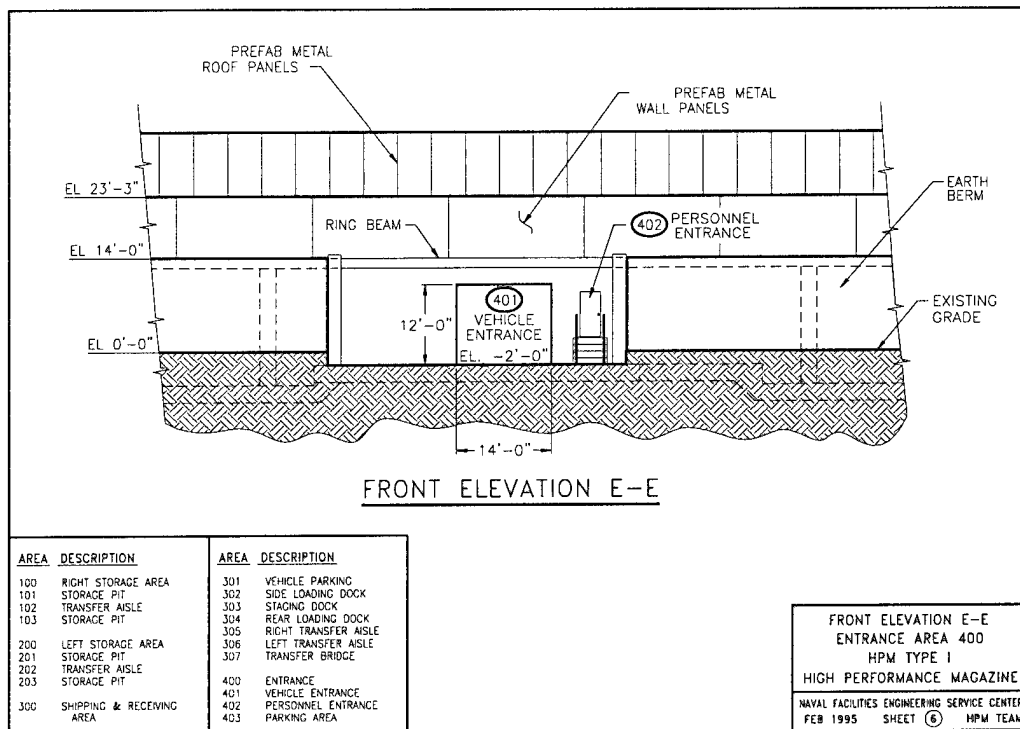 PREFAB METAL
ROOF PANELS
PREFAB METAL
WALL PANELS
EL 23'-3"
EARTH
BERM
RING BEAM
402 PERSONNEL
ENTRANCE
EL 14'-0"
401
VEHICLE
ENTRANCE
12'-0"
EXISTING
GRADE
EL 0'-0"
EL. -2'-0"
14'-0"
FRONT ELEVATION E-E
AREA DESCRIPTION
100 RIGHT STORAGE AREA
101 STORAGE PIT
102 TRANSFER AISLE
103 STORAGE PIT
200 LEFT STORAGE AREA
201 STORAGE PIT
202 TRANSFER AISLE
203 STORAGE PIT
300 SHIPPING & RECEIVING
AREA
AREA DESCRIPTION
301 VEHICLE PARKING
302 SIDE LOADING DOCK
303 STAGING DOCK
304 REAR LOADING DOCK
305 RIGHT TRANSFER AISLE
306 LEFT TRANSFER AISLE
307 TRANSFER BRIDGE
400 ENTRANCE
401 VEHICLE ENTRANCE
402 PERSONNEL ENTRANCE
403 PARKING AREA
FRONT ELEVATION E-E
ENTRANCE AREA 400
HPM TYPE I
HIGH PERFORMANCE MAGAZINE
NAVAL FACILITIES ENGINEERING SERVICE CENTER
FEB 1995 SHEET 6 HPM TEAM